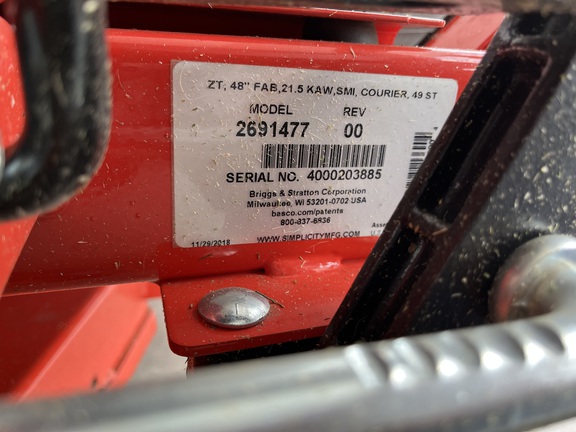 ZT, 48" FAB,21.5 KAW,SMI, COURIER, 49 ST
MODEL REV
2691477 00
SERIAL NO. 4000203885
Briggs & Stratton Corporation
Milwaukee, WI 53201-0702 USA
basco.com/patents
800-837-6836
11/29/2018 WWW.SIMPLICITYMFG.COM